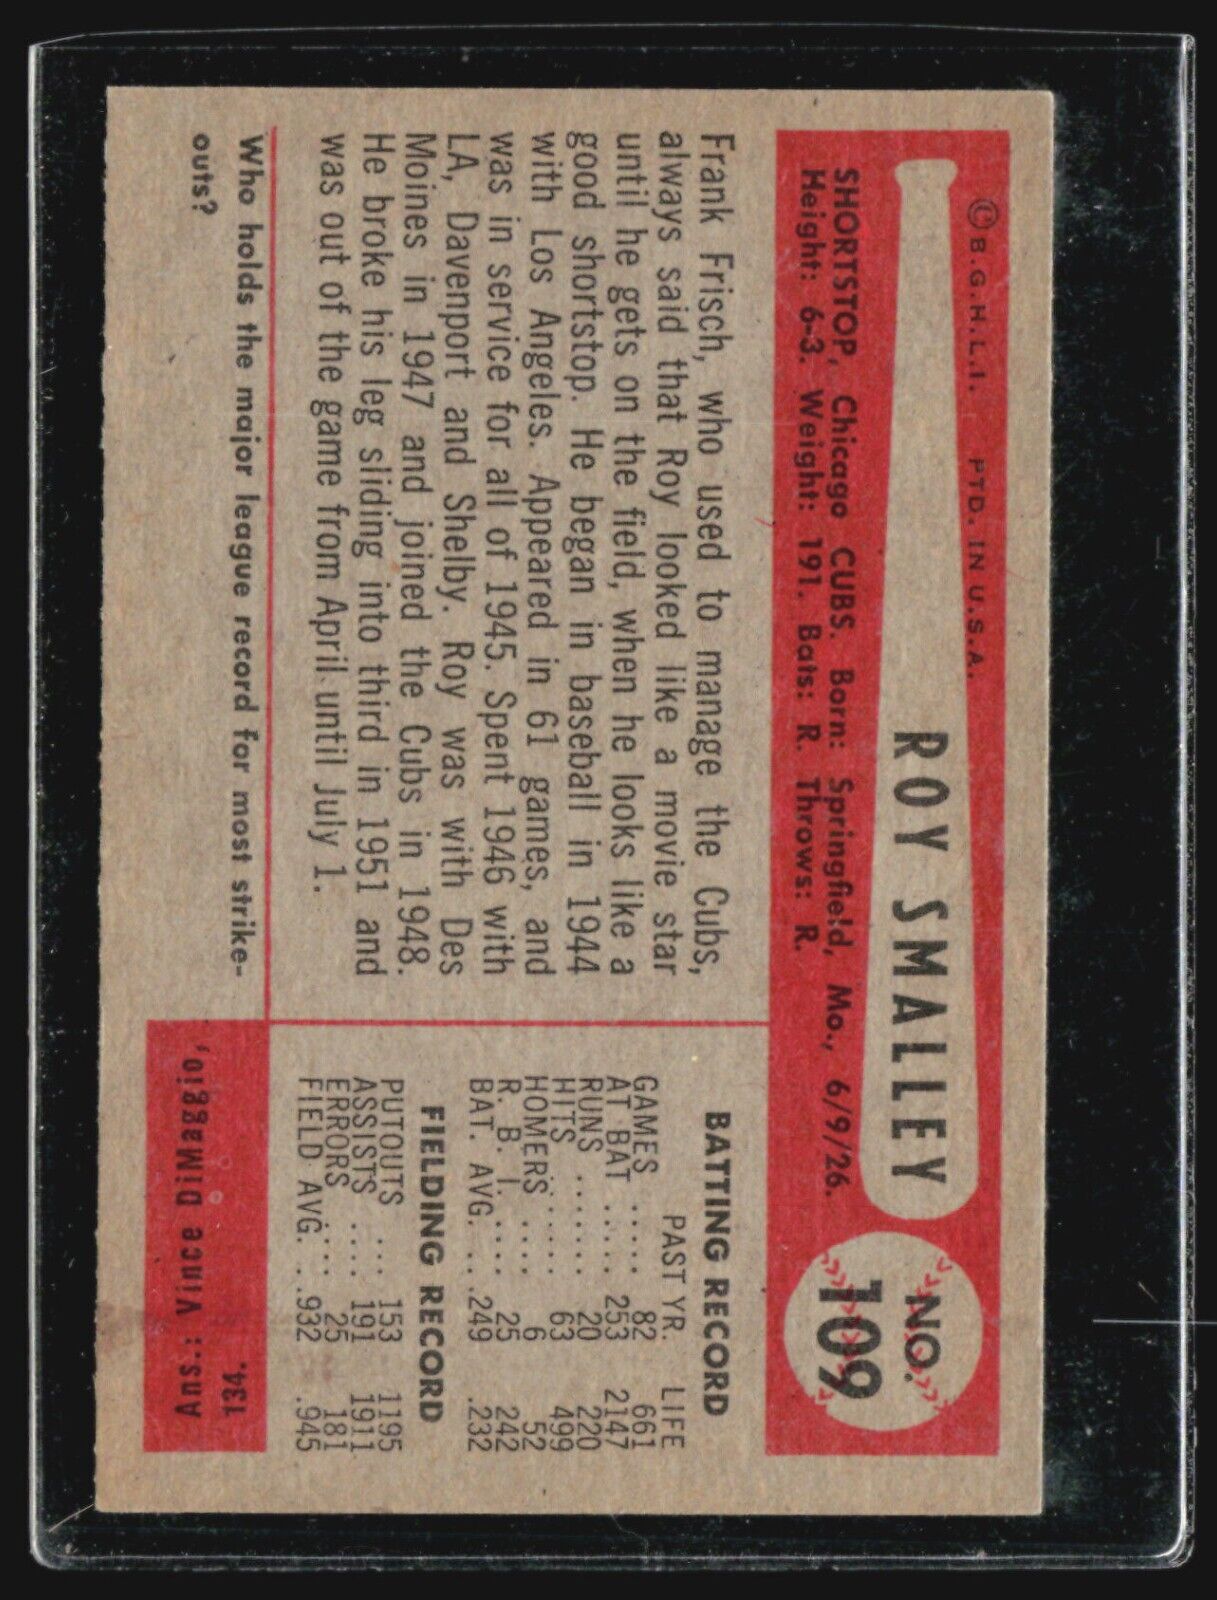 © B.G.H.L.I. PTD. IN U.S.A.
ROY SMALLEY
NO.
109
SHORTSTOP, Chicago CUBS. Born: Springfield, Mo., 6/9/26.
Height: 6-3. Weight: 191. Bats: R. Throws: R.
Frank Frisch, who used to manage the Cubs,
always said that Roy looked like a movie star
until he gets on the field, when he looks like a
good shortstop. He began in baseball in 1944
with Los Angeles. Appeared in 61 games, and
was in service for all of 1945. Spent 1946 with
LA, Davenport and Shelby. Roy was with Des
Moines in 1947 and joined the Cubs in 1948.
He broke his leg sliding into third in 1951 and
was out of the game from April until July 1.
BATTING RECORD
PAST YR. LIFE
GAMES ..... 82 661
AT BAT ..... 253 2147
RUNS ....... 20 220
HITS ....... 63 499
HOMERS .... 6 52
R. B. I. .... 25 242
BAT. AVG. ... .249 .232
FIELDING RECORD
PUTOUTS ... 153 1195
ASSISTS .... 191 1911
ERRORS .... 25 181
FIELD AVG. . .932 .945
Who holds the major league record for most strike-
outs?
Ans.: Vince DiMaggio,
134.